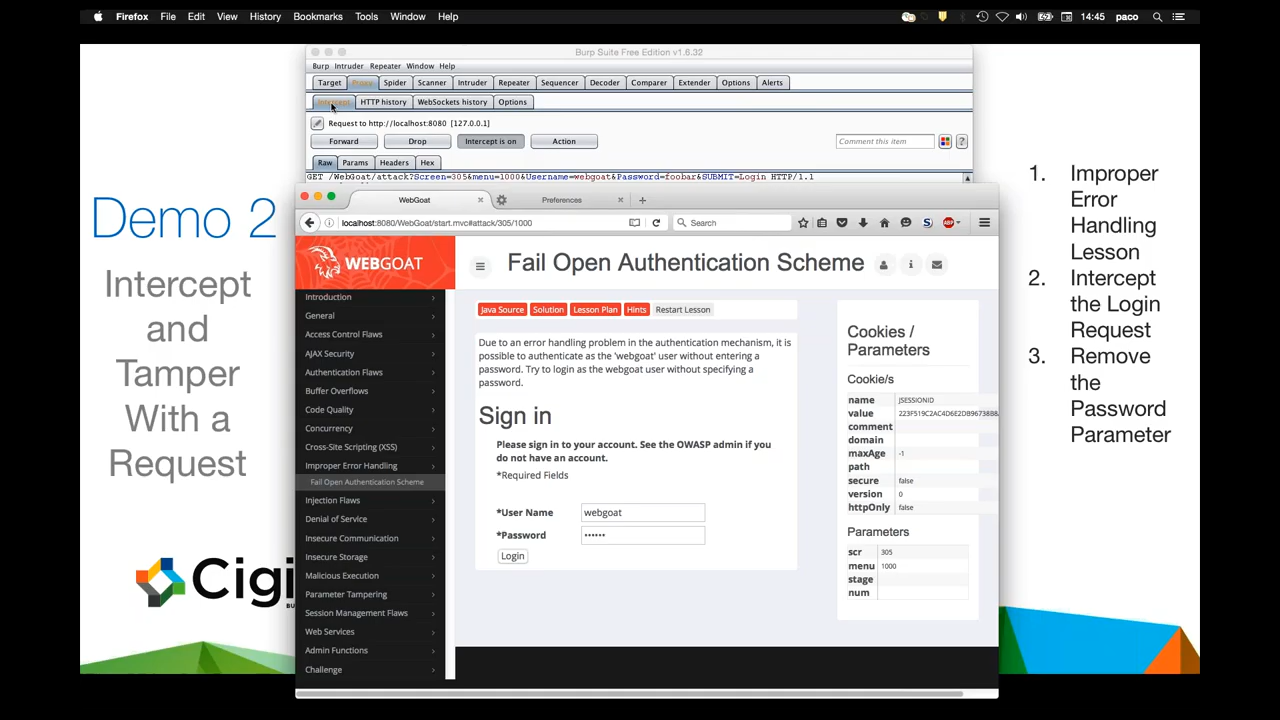 Firefox File Edit View History Bookmarks Tools Window Help 14:45 paco
Burp Suite Free Edition v1.6.32
Burp Intruder Repeater Window Help
Target Proxy Spider Scanner Intruder Repeater Sequencer Decoder Comparer Extender Options Alerts
Intercept HTTP history WebSockets history Options
Request to http://localhost:8080 [127.0.0.1]
Forward Drop Intercept is on Action Comment this item ?
Raw Params Headers Hex
GET /WebGoat/attack?Screen=305&menu=1000&Username=webgoat&Password=foobar&SUBMIT=Login HTTP/1.1
WebGoat Preferences
localhost:8080/WebGoat/start.mvc#attack/305/1000 Search
Demo 2
Intercept
and
Tamper
With a
Request
Cigi
WEBGOAT
Introduction
General
Access Control Flaws
AJAX Security
Authentication Flaws
Buffer Overflows
Code Quality
Concurrency
Cross-Site Scripting (XSS)
Improper Error Handling
Fail Open Authentication Scheme
Injection Flaws
Denial of Service
Insecure Communication
Insecure Storage
Malicious Execution
Parameter Tampering
Session Management Flaws
Web Services
Admin Functions
Challenge
Fail Open Authentication Scheme
Java Source Solution Lesson Plan Hints Restart Lesson
Due to an error handling problem in the authentication mechanism, it is
possible to authenticate as the 'webgoat' user without entering a
password. Try to login as the webgoat user without specifying a
password.
Sign in
Please sign in to your account. See the OWASP admin if you
do not have an account.
*Required Fields
*User Name webgoat
*Password ••••••
Login
Cookies /
Parameters
Cookie/s
name JSESSIONID
value 223F519C2AC4D6E2DB96738B8
comment
domain
maxAge -1
path
secure false
version 0
httpOnly false
Parameters
scr 305
menu 1000
stage
num
1. Improper
Error
Handling
Lesson
2. Intercept
the Login
Request
3. Remove
the
Password
Parameter